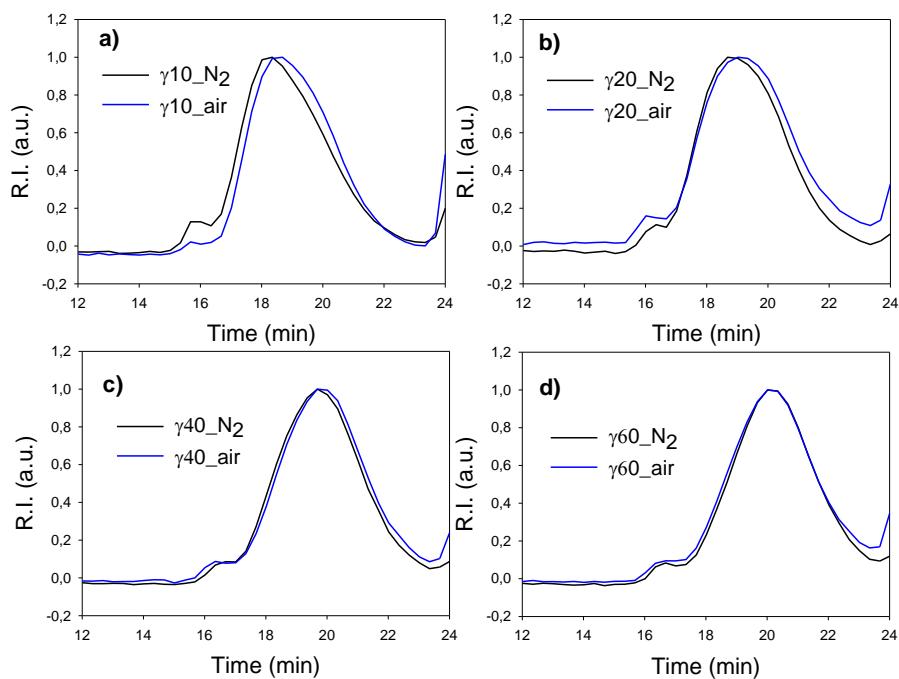 a)
γ10_N2
γ10_air
R.I. (a.u.)
1,2
1,0
0,8
0,6
0,4
0,2
0,0
-0,2
12 14 16 18 20 22 24
Time (min)
b)
γ20_N2
γ20_air
R.I. (a.u.)
1,2
1,0
0,8
0,6
0,4
0,2
0,0
-0,2
12 14 16 18 20 22 24
Time (min)
c)
γ40_N2
γ40_air
R.I. (a.u.)
1,2
1,0
0,8
0,6
0,4
0,2
0,0
-0,2
12 14 16 18 20 22 24
Time (min)
d)
γ60_N2
γ60_air
R.I. (a.u.)
1,2
1,0
0,8
0,6
0,4
0,2
0,0
-0,2
12 14 16 18 20 22 24
Time (min)